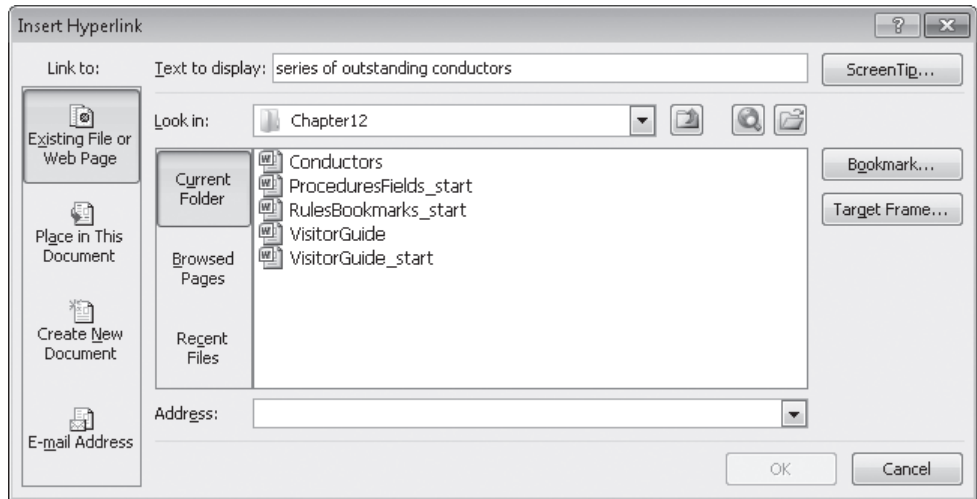 Insert Hyperlink
Link to:
Text to display: series of outstanding conductors
ScreenTip...
Existing File or
Web Page
Place in This
Document
Create New
Document
E-mail Address
Look in: Chapter12
Current
Folder
Browsed
Pages
Recent
Files
Conductors
ProceduresFields_start
RulesBookmarks_start
VisitorGuide
VisitorGuide_start
Bookmark...
Target Frame...
Address:
OK
Cancel